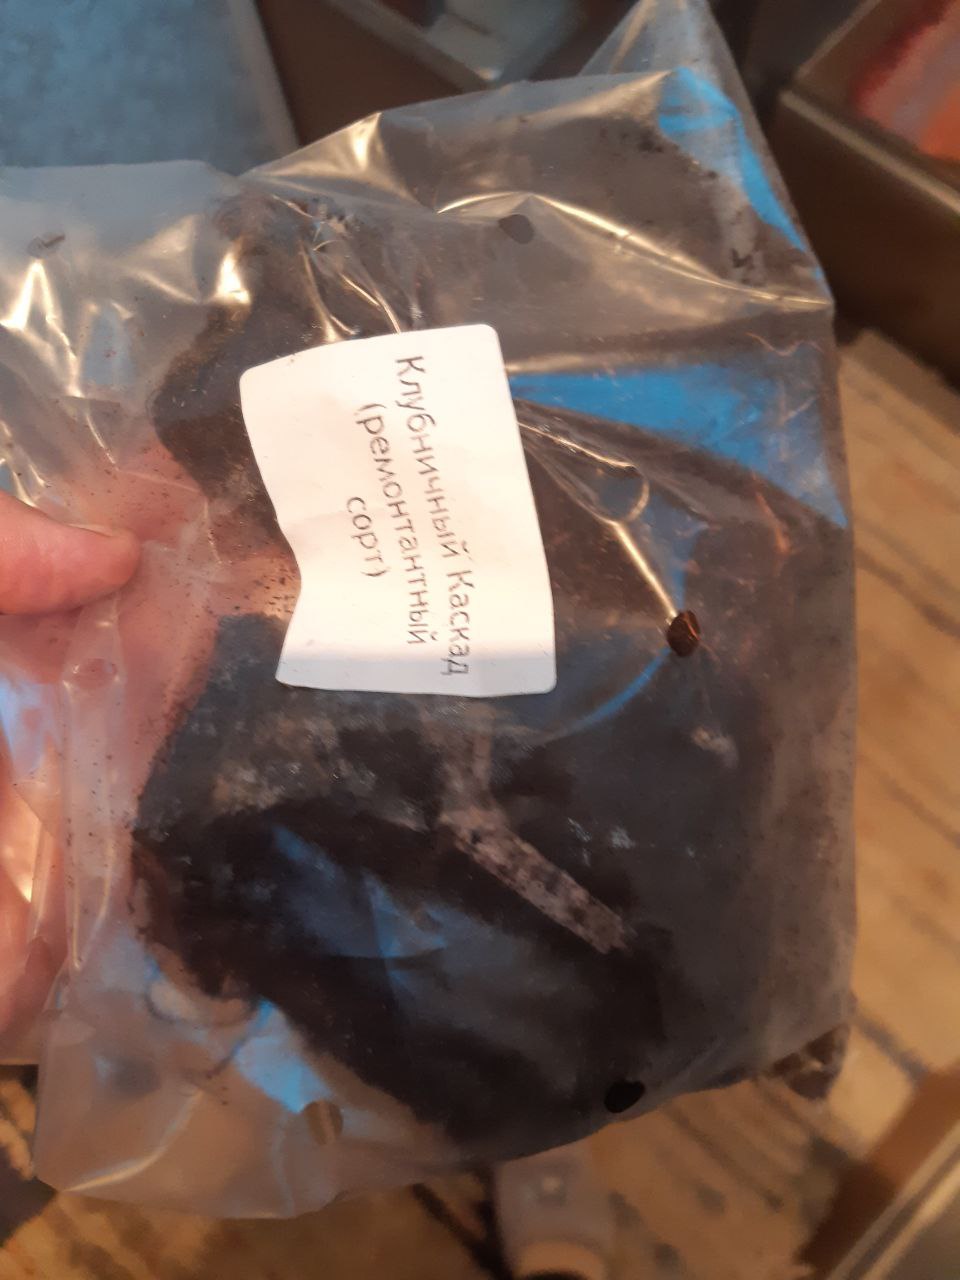 Клубничный Каскад
(ремонтантный
сорт)